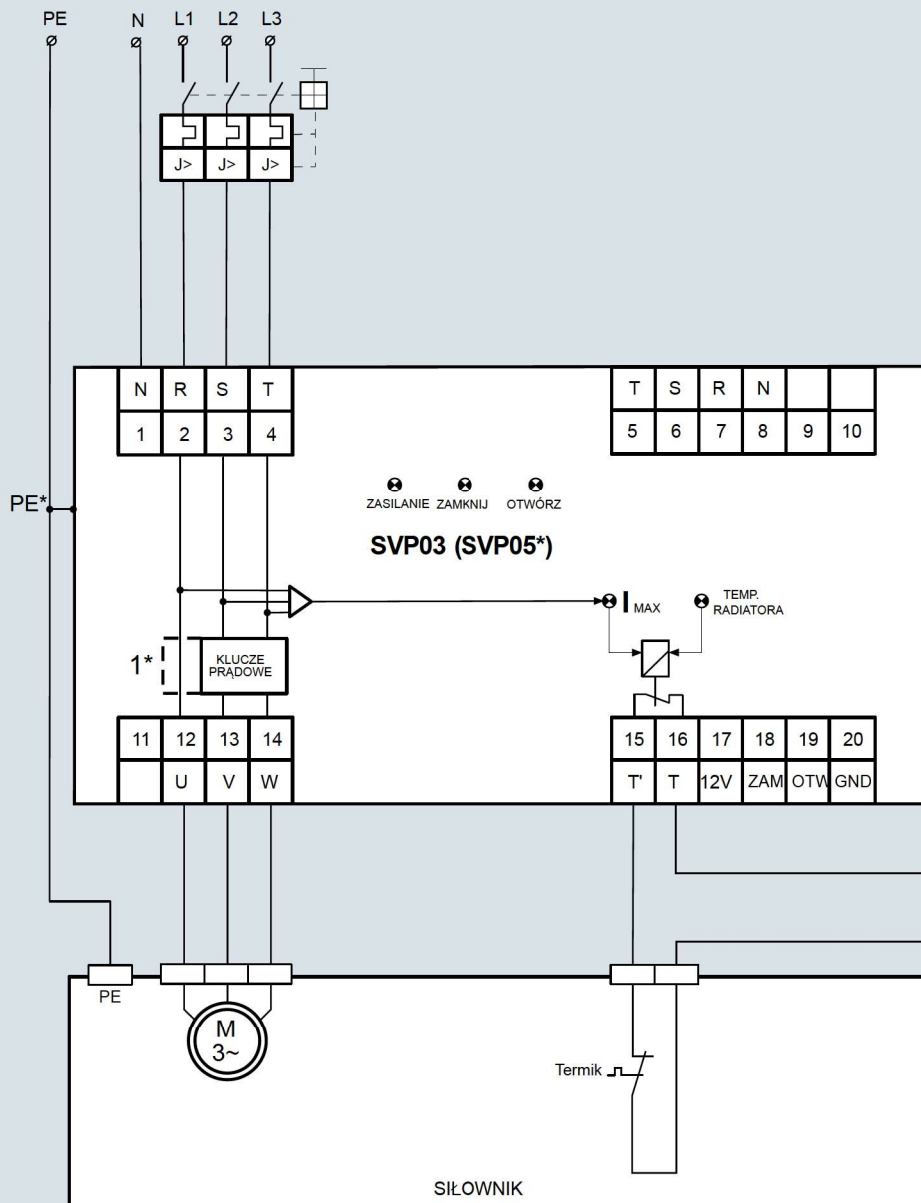 PE N L1 L2 L3
J> J> J>
N R S T
1 2 3 4
T S R N
5 6 7 8 9 10
PE*
ZASILANIE ZAMKNIJ OTWÓRZ
SVP03 (SVP05*)
I MAX
TEMP.
RADIATORA
1*
KLUCZE
PRĄDOWE
11 12 13 14
U V W
15 16 17 18 19 20
T' T 12V ZAM OTW GND
PE
M
3~
Termik
SIŁOWNIK